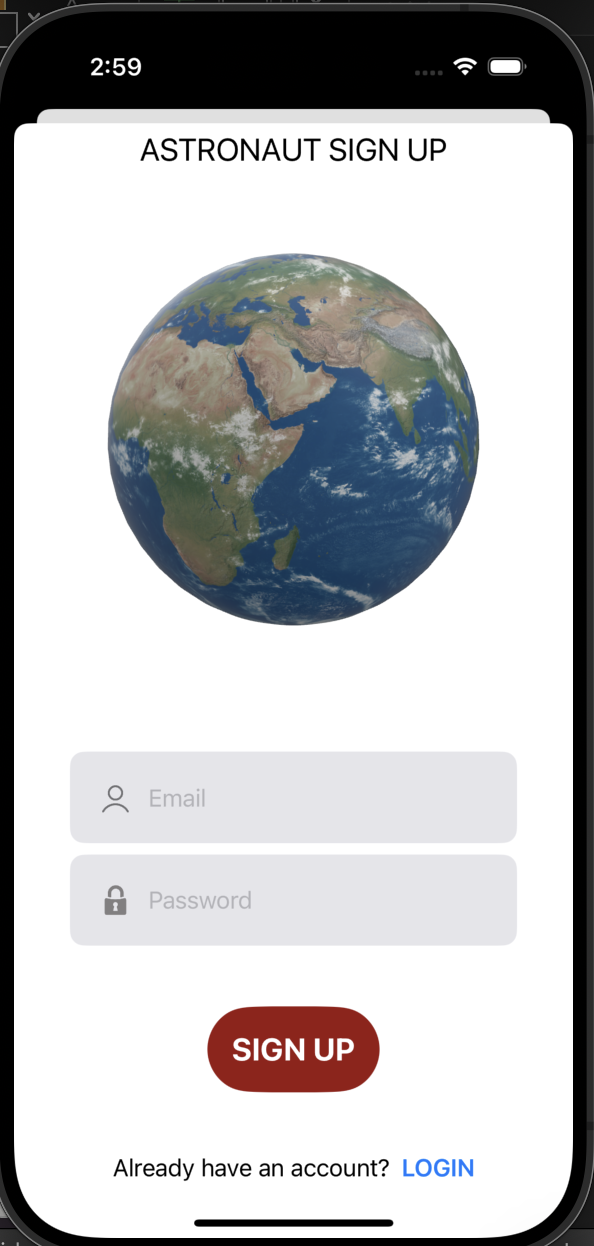 2:59
ASTRONAUT SIGN UP
Email
Password
SIGN UP
Already have an account? LOGIN